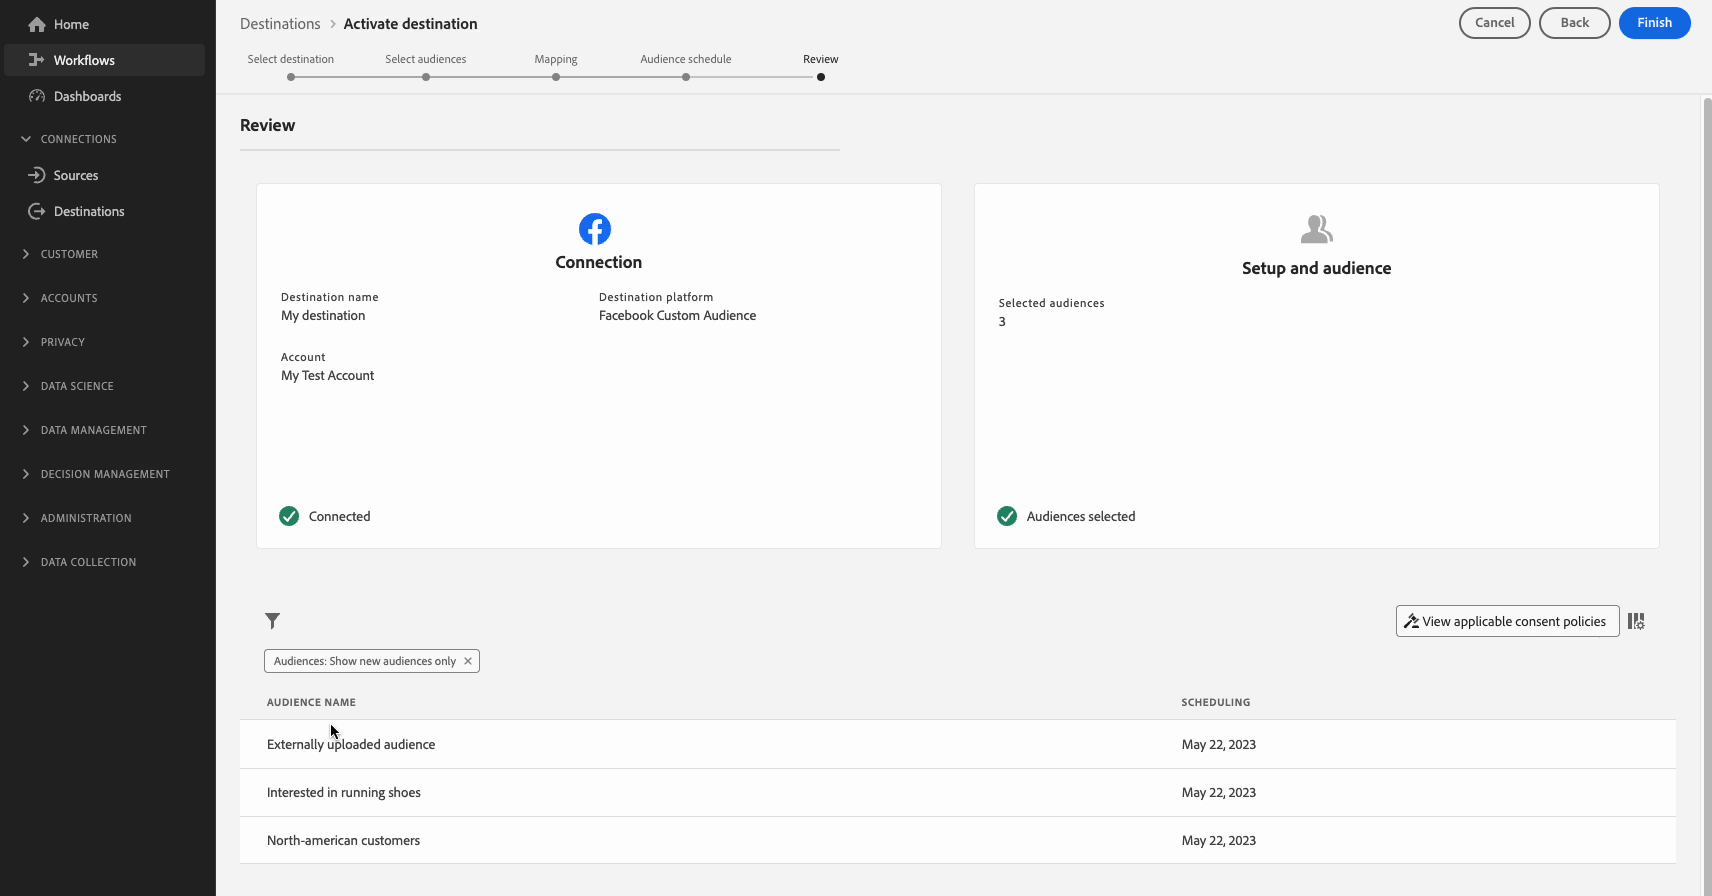 Home
Workflows
Dashboards
CONNECTIONS
Sources
Destinations
CUSTOMER
ACCOUNTS
PRIVACY
DATA SCIENCE
DATA MANAGEMENT
DECISION MANAGEMENT
ADMINISTRATION
DATA COLLECTION
Destinations > Activate destination
Cancel Back Finish
Select destination Select audiences Mapping Audience schedule Review
Review
Connection
Destination name Destination platform
My destination Facebook Custom Audience
Account
My Test Account
Connected
Setup and audience
Selected audiences
3
Audiences selected
View applicable consent policies
Audiences: Show new audiences only ×
AUDIENCE NAME SCHEDULING
Externally uploaded audience May 22, 2023
Interested in running shoes May 22, 2023
North-american customers May 22, 2023